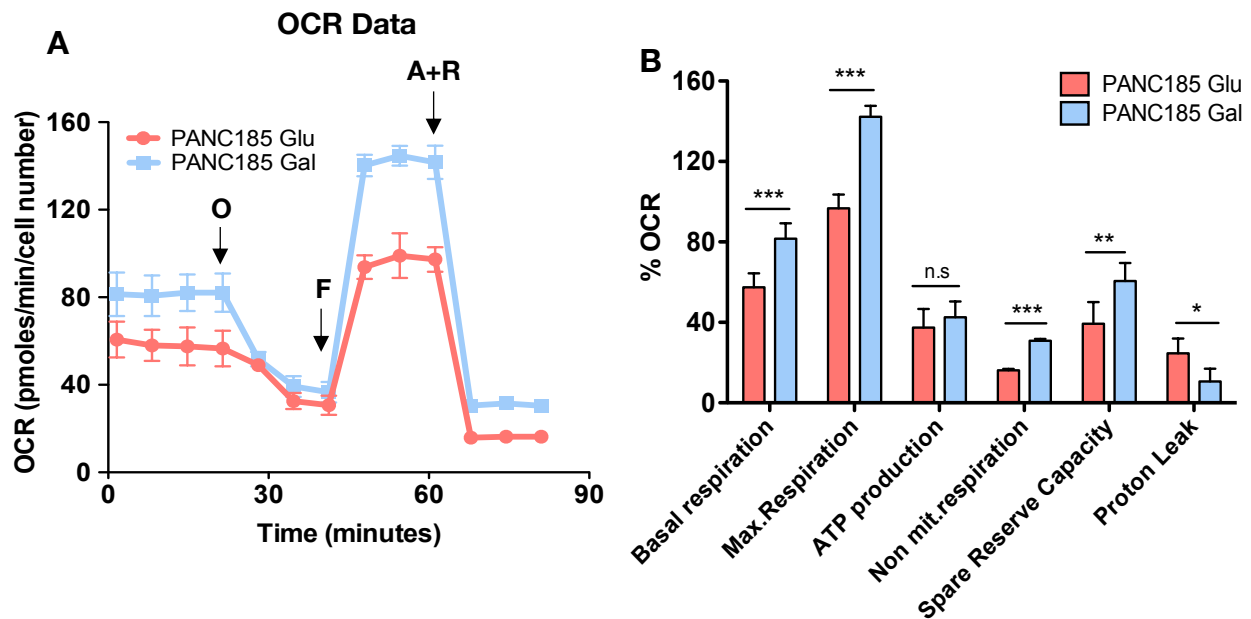 OCR Data
A
A+R
PANC185 Glu
PANC185 Gal
O
F
OCR (pmoles/min/cell number)
160
120
80
40
0
0
30
60
90
Time (minutes)
B
PANC185 Glu
PANC185 Gal
% OCR
160
120
80
40
0
***
***
n.s
***
**
*
Basal respiration
Max.Respiration
ATP production
Non mit.respiration
Spare Reserve Capacity
Proton Leak